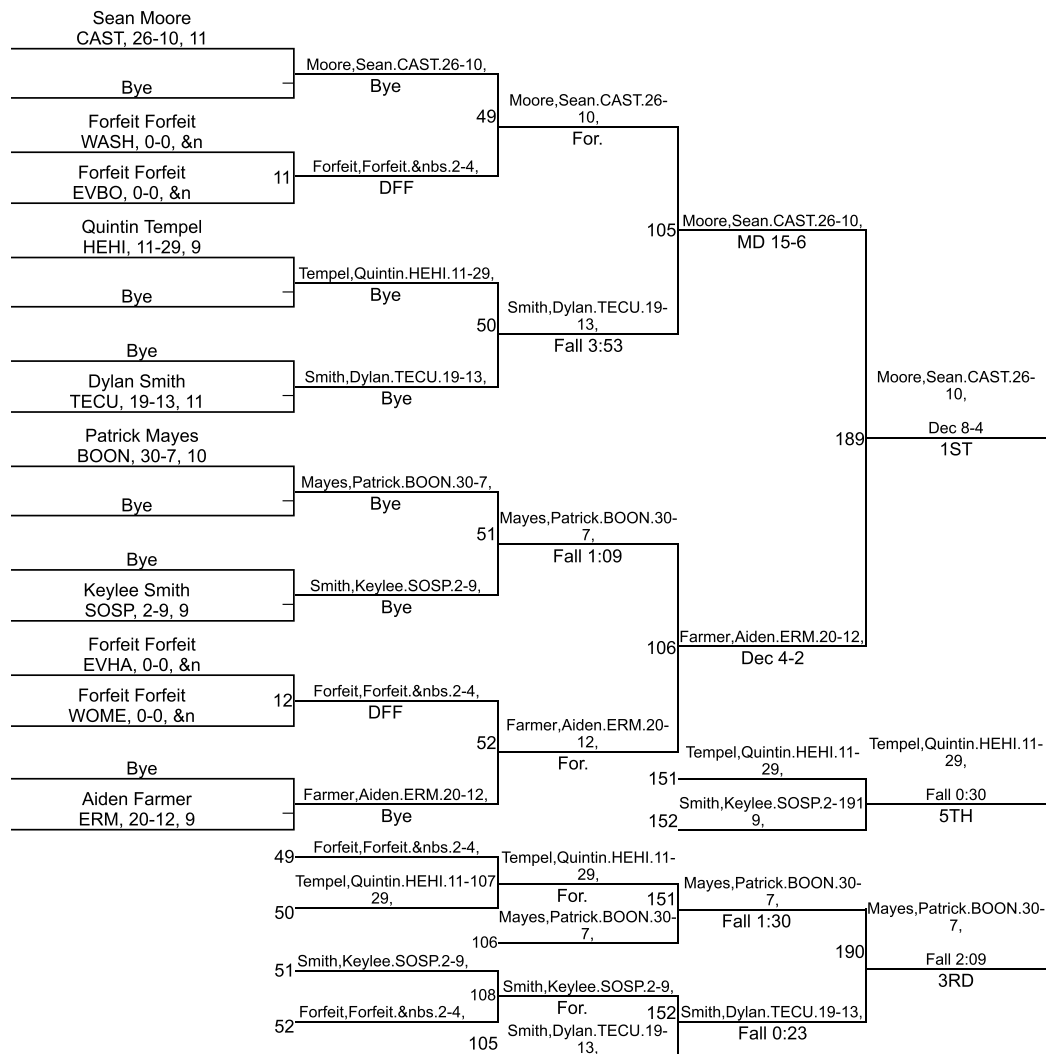 Sean Moore
CAST, 26-10, 11
Bye
Forfeit Forfeit
WASH, 0-0, &n
Forfeit Forfeit
EVBO, 0-0, &n
Quintin Tempel
HEHI, 11-29, 9
Bye
Bye
Dylan Smith
TECU, 19-13, 11
Patrick Mayes
BOON, 30-7, 10
Bye
Bye
Keylee Smith
SOSP, 2-9, 9
Forfeit Forfeit
EVHA, 0-0, &n
Forfeit Forfeit
WOME, 0-0, &n
Bye
Aiden Farmer
ERM, 20-12, 9
Moore,Sean.CAST.26-10,
Bye
11
Forfeit,Forfeit.&nbs.2-4,
DFF
Tempel,Quintin.HEHI.11-29,
Bye
Smith,Dylan.TECU.19-13,
Bye
Mayes,Patrick.BOON.30-7,
Bye
Smith,Keylee.SOSP.2-9,
Bye
12
Forfeit,Forfeit.&nbs.2-4,
DFF
Farmer,Aiden.ERM.20-12,
Bye
49
Moore,Sean.CAST.26-
10,
For.
50
Smith,Dylan.TECU.19-
13,
Fall 3:53
51
Mayes,Patrick.BOON.30-
7,
Fall 1:09
52
Farmer,Aiden.ERM.20-
12,
For.
105
Moore,Sean.CAST.26-10,
MD 15-6
106
Farmer,Aiden.ERM.20-12,
Dec 4-2
189
Moore,Sean.CAST.26-
10,
Dec 8-4
1ST
151
Tempel,Quintin.HEHI.11-
29,
152
Smith,Keylee.SOSP.2-191
9,
Tempel,Quintin.HEHI.11-
29,
Fall 0:30
5TH
49
Forfeit,Forfeit.&nbs.2-4,
50
Tempel,Quintin.HEHI.11-107
29,
Tempel,Quintin.HEHI.11-
29,
For.
151
106
Mayes,Patrick.BOON.30-
7,
Mayes,Patrick.BOON.30-
7,
Fall 1:30
51
Smith,Keylee.SOSP.2-9,
52
Forfeit,Forfeit.&nbs.2-4,
108
Smith,Keylee.SOSP.2-9,
For.
152
105
Smith,Dylan.TECU.19-
13,
Smith,Dylan.TECU.19-13,
Fall 0:23
190
Mayes,Patrick.BOON.30-
7,
Fall 2:09
3RD